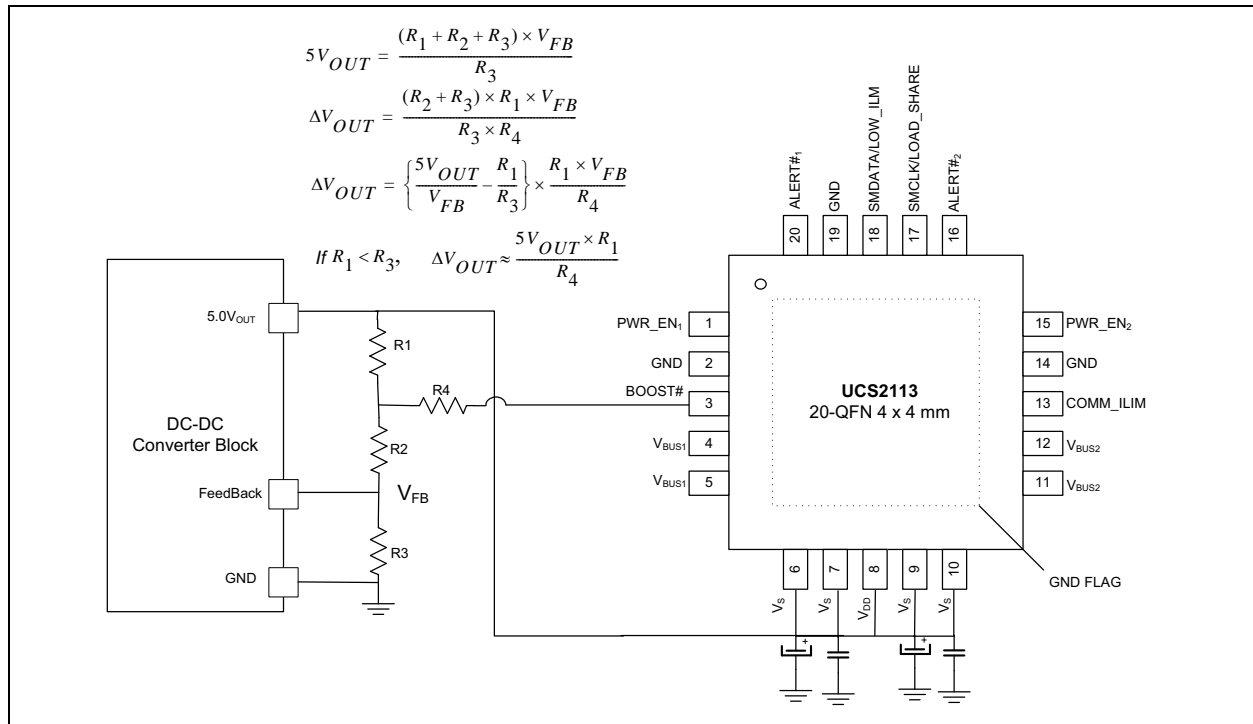 5V_OUT = (R_1 + R_2 + R_3) × V_FB / R_3
ΔV_OUT = (R_2 + R_3) × R_1 × V_FB / R_3 × R_4
ΔV_OUT = {5V_OUT / V_FB − R_1 / R_3} × R_1 × V_FB / R_4
If R_1 < R_3, ΔV_OUT ≈ 5V_OUT × R_1 / R_4
DC-DC
Converter Block
5.0V_OUT
FeedBack
GND
R1
R4
R2
V_FB
R3
ALERT#_1
GND
SMDATA/LOW_ILM
SMCLK/LOAD_SHARE
ALERT#_2
20
19
18
17
16
PWR_EN_1
1
GND
2
BOOST#
3
V_BUS1
4
V_BUS1
5
UCS2113
20-QFN 4 x 4 mm
15
PWR_EN_2
14
GND
13
COMM_ILIM
12
V_BUS2
11
V_BUS2
6
7
8
9
10
V_S
V_S
V_DD
V_S
V_S
GND FLAG
+
+